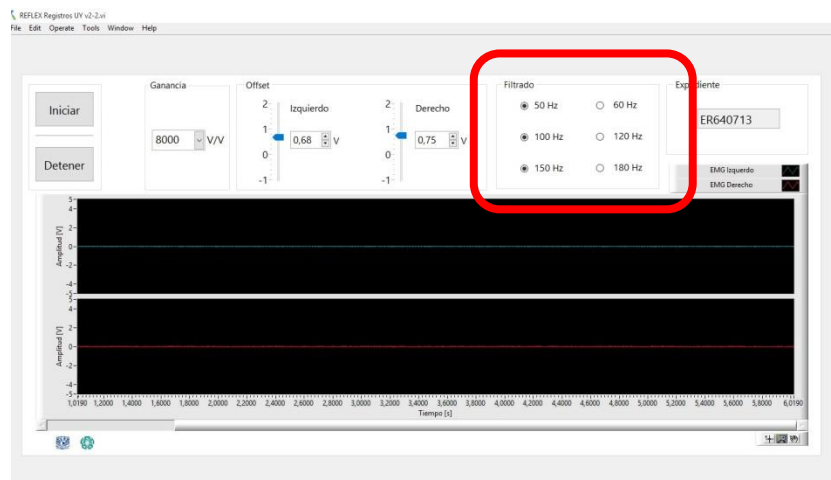 REFLEX Registros UY v2-2.vi
File Edit Operate Tools Window Help
Ganancia
Offset
Filtrado
Expediente
Iniciar
Detener
8000 V/V
2
1
0
-1
Izquierdo
0,68 V
2
1
0
-1
Derecho
0,75 V
50 Hz 60 Hz
100 Hz 120 Hz
150 Hz 180 Hz
ER640713
EMG Izquerdo
EMG Derecho
Amplitud [V]
5
4
2
0
-2
-4
-5
Amplitud [V]
5
4
2
0
-2
-4
-5
1,0190 1,2000 1,4000 1,6000 1,8000 2,0000 2,2000 2,4000 2,6000 2,8000 3,0000 3,2000 3,4000 3,6000 3,8000 4,0000 4,2000 4,4000 4,6000 4,8000 5,0000 5,2000 5,4000 5,6000 5,8000 6,0190
Tiempo [s]